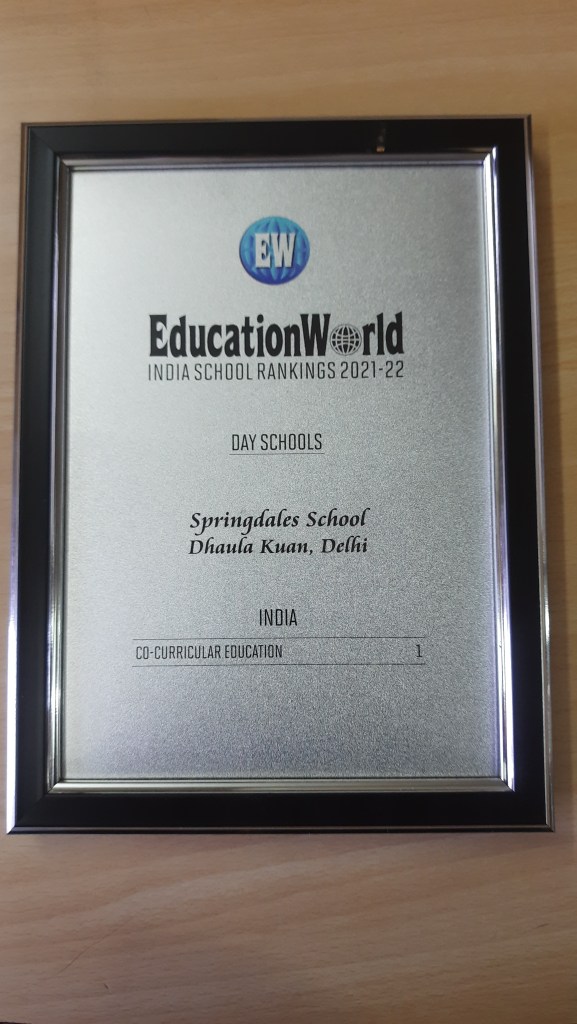 EW
EducationWorld
INDIA SCHOOL RANKINGS 2021-22
DAY SCHOOLS
Springdales School
Dhaula Kuan, Delhi
INDIA
CO-CURRICULAR EDUCATION 1